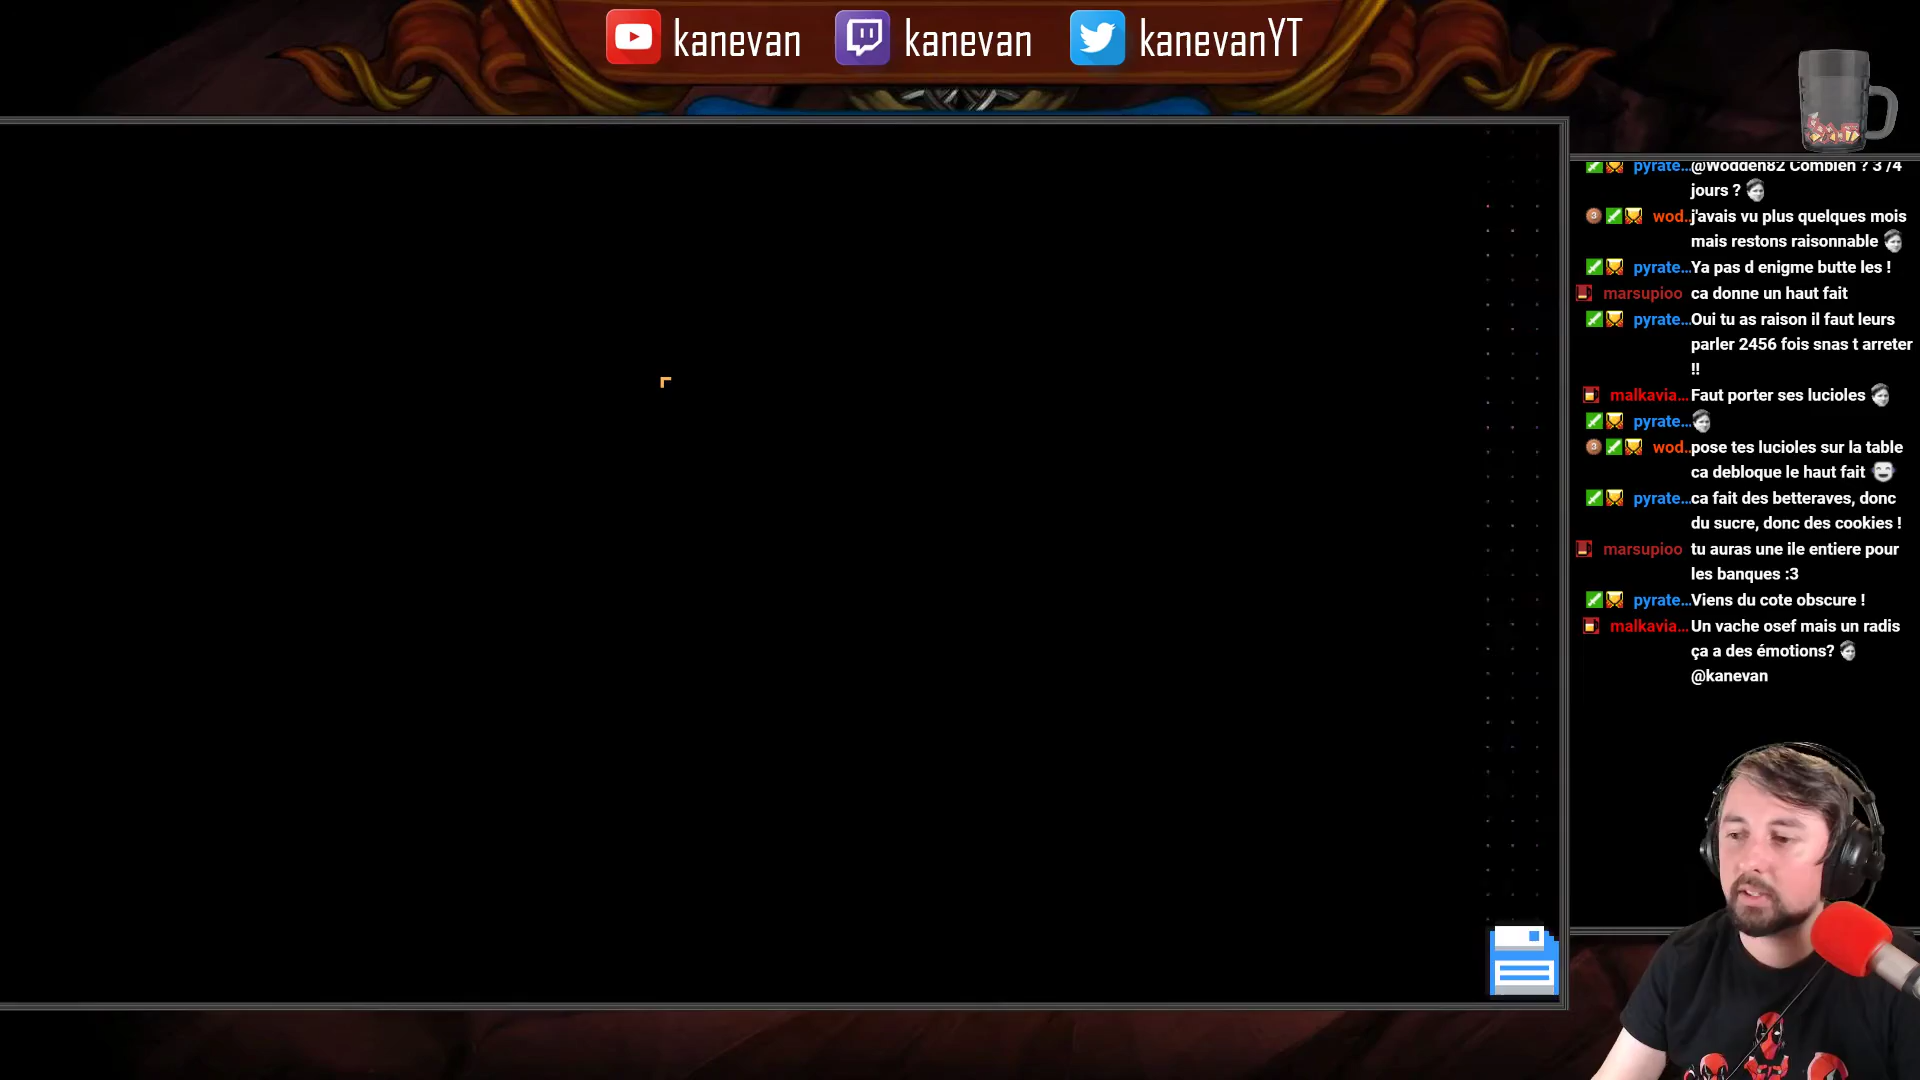 kanevan kanevan kanevanYT
pyrate...@Wodden82 Combien ? 3 /4
jours ?
wod..j'avais vu plus quelques mois
mais restons raisonnable
pyrate...Ya pas d enigme butte les !
marsupioo ca donne un haut fait
pyrate...Oui tu as raison il faut leurs
parler 2456 fois snas t arreter
!!
malkavia...Faut porter ses lucioles
pyrate...
wod..pose tes lucioles sur la table
ca debloque le haut fait
pyrate...ca fait des betteraves, donc
du sucre, donc des cookies !
marsupioo tu auras une ile entiere pour
les banques :3
pyrate...Viens du cote obscure !
malkavia...Un vache osef mais un radis
ça a des émotions?
@kanevan